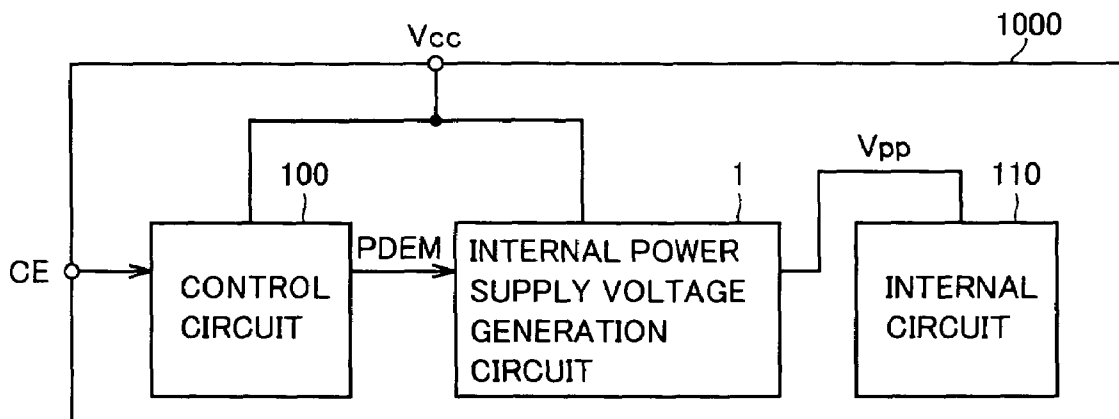 Vcc
1000
100
1
Vpp
110
CE
PDEM
CONTROL
CIRCUIT
INTERNAL POWER
SUPPLY VOLTAGE
GENERATION
CIRCUIT
INTERNAL
CIRCUIT